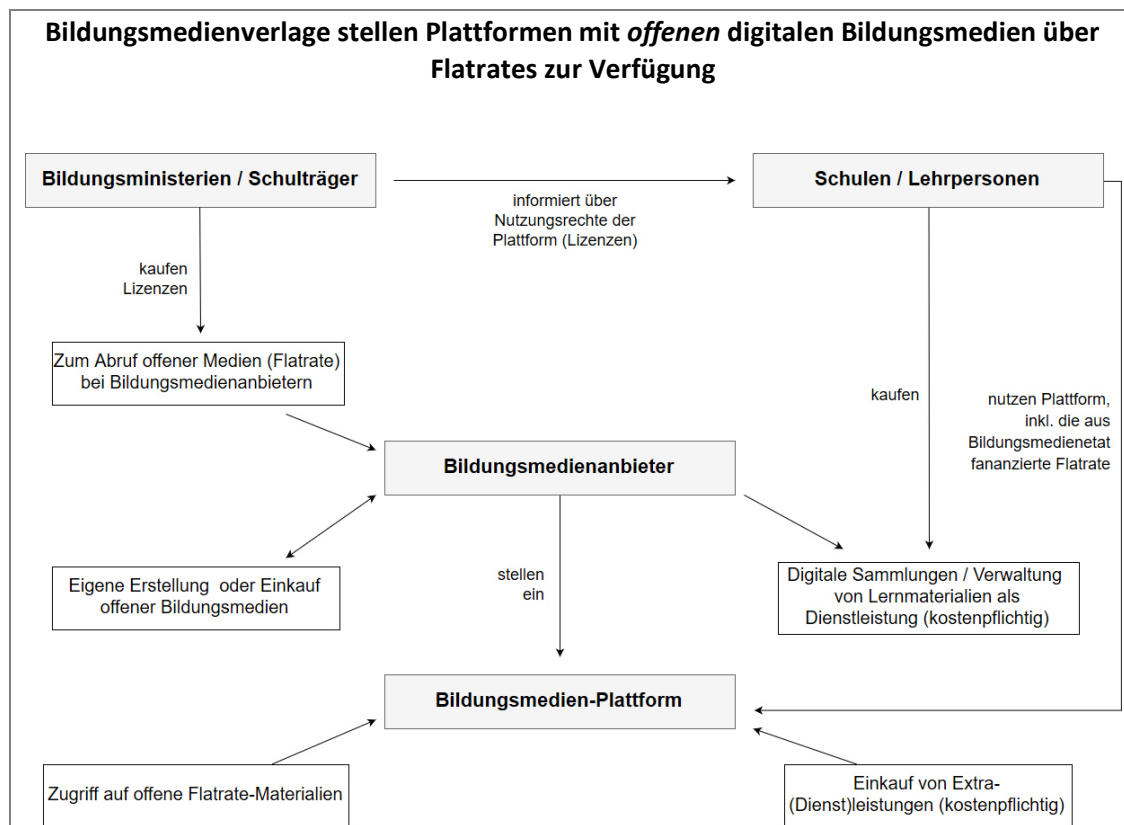 Bildungsmedienverlage stellen Plattformen mit offenen digitalen Bildungsmedien über
Flatrates zur Verfügung
Bildungsministerien / Schulträger
Schulen / Lehrpersonen
informiert über
Nutzungsrechte der
Plattform (Lizenzen)
kaufen
Lizenzen
Zum Abruf offener Medien (Flatrate)
bei Bildungsmedienanbietern
kaufen
nutzen Plattform,
inkl. die aus
Bildungsmedienetat
fananzierte Flatrate
Bildungsmedienanbieter
Eigene Erstellung oder Einkauf
offener Bildungsmedien
stellen
ein
Digitale Sammlungen / Verwaltung
von Lernmaterialien als
Dienstleistung (kostenpflichtig)
Bildungsmedien-Plattform
Zugriff auf offene Flatrate-Materialien
Einkauf von Extra-
(Dienst)leistungen (kostenpflichtig)